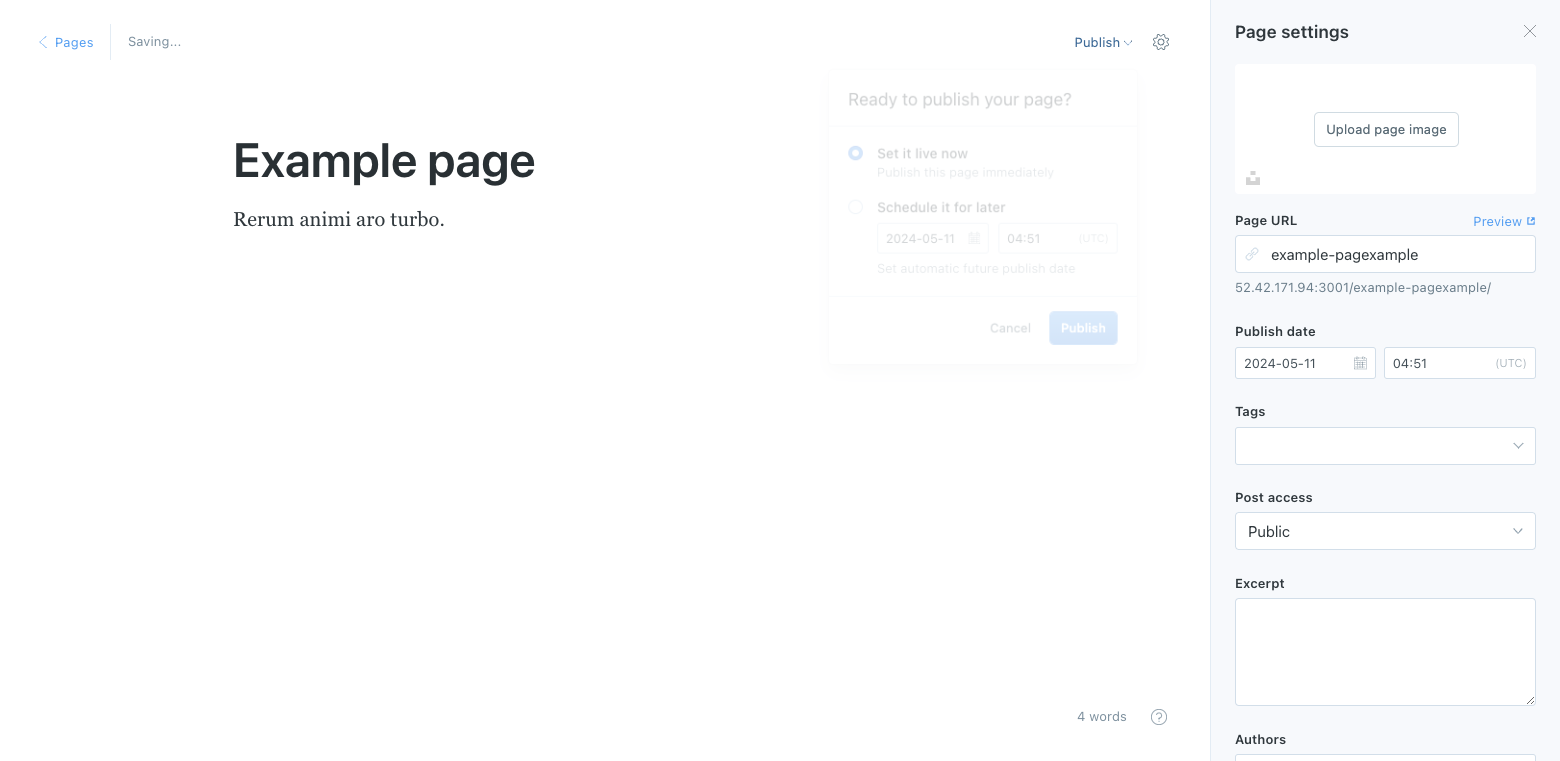 Pages
Saving...
Publish
Ready to publish your page?
Set it live now
Publish this page immediately
Schedule it for later
2024-05-11
04:51 (UTC)
Set automatic future publish date
Cancel
Publish
Example page
Rerum animi aro turbo.
4 words
Page settings
Upload page image
Page URL
Preview
example-pagexample
52.42.171.94:3001/example-pagexample/
Publish date
2024-05-11
04:51 (UTC)
Tags
Post access
Public
Excerpt
Authors